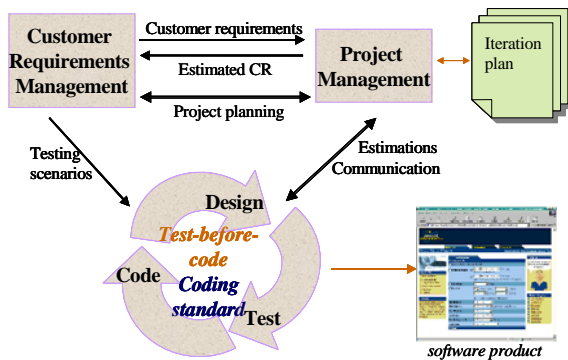 Customer
Requirements
Management
Customer requirements
Estimated CR
Project planning
Project
Management
Iteration
plan
Testing
scenarios
Estimations
Communication
Design
Test-before-
code
Coding
standard
Code
Test
software product